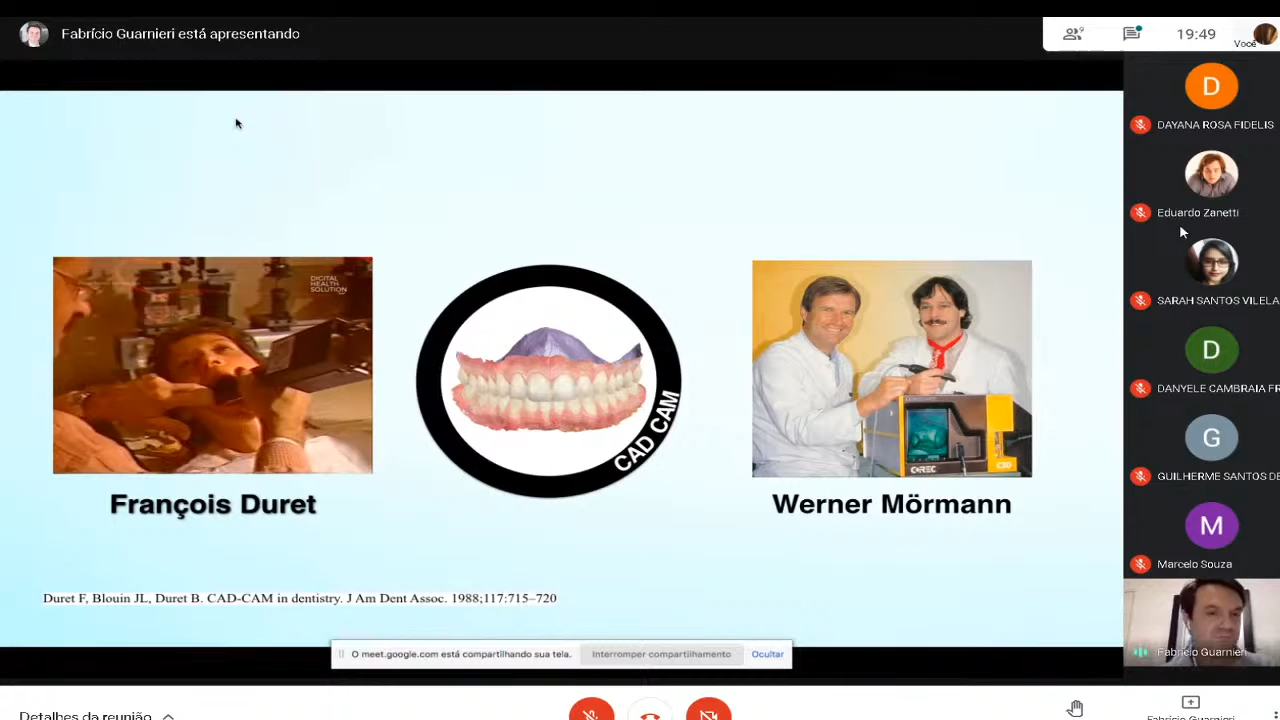 Fabrício Guarnieri está apresentando
9
19:49
Você
D
DAYANA ROSA FIDELIS
Eduardo Zanetti
SARAH SANTOS VILELA
D
DANYELE CAMBRAIA FR
G
GUILHERME SANTOS DE
M
Marcelo Souza
Fabrício Guarnieri
DIGITAL
HEALTH
SOLUTION
CAD CAM
CEREC
François Duret
Werner Mörmann
Duret F, Blouin JL, Duret B. CAD-CAM in dentistry. J Am Dent Assoc. 1988;117:715–720
O meet.google.com está compartilhando sua tela.
Interromper compartilhamento
Ocultar
Detalhes da reunião
Fabrício Guarnieri